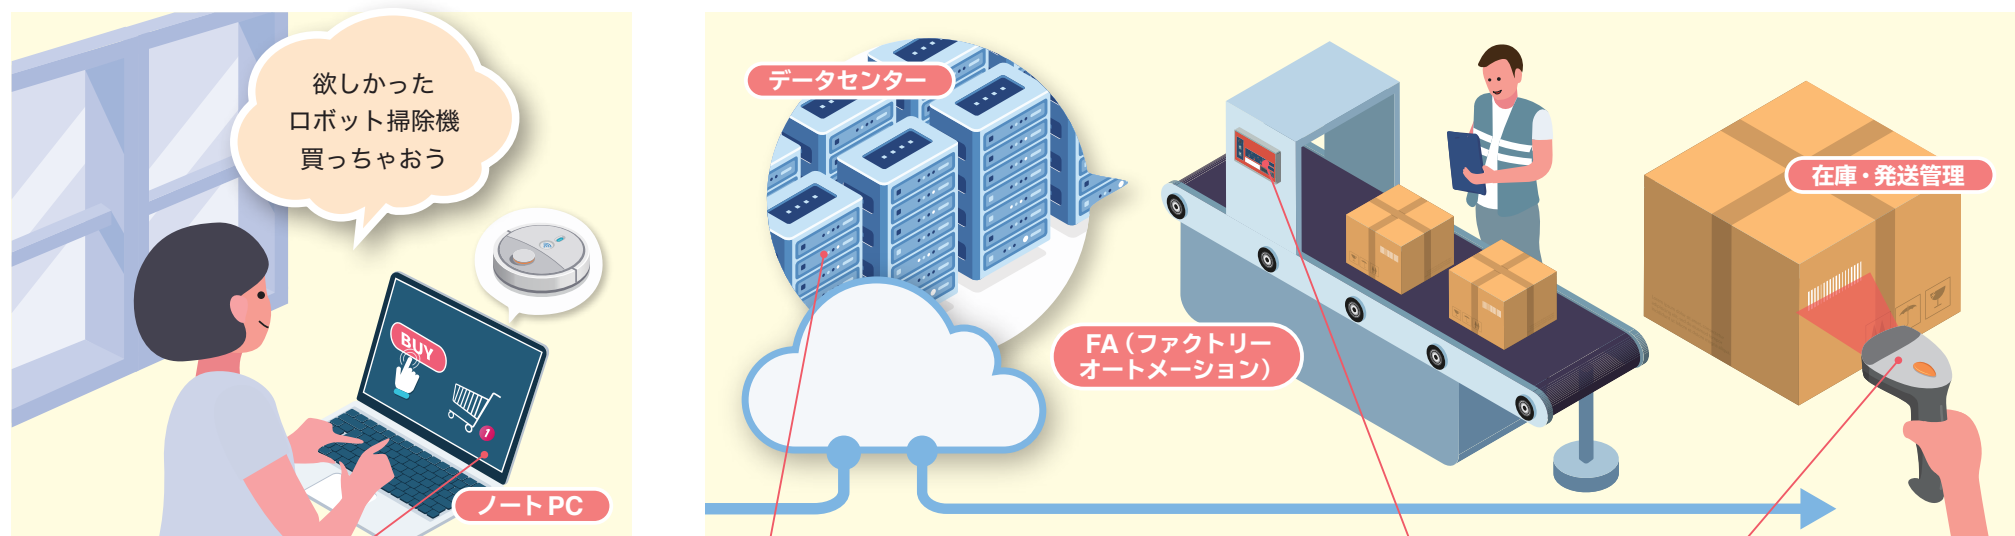 欲しかった
ロボット掃除機
買っちゃおう
BUY
1
ノートPC
データセンター
FA（ファクトリー
オートメーション）
在庫・発送管理